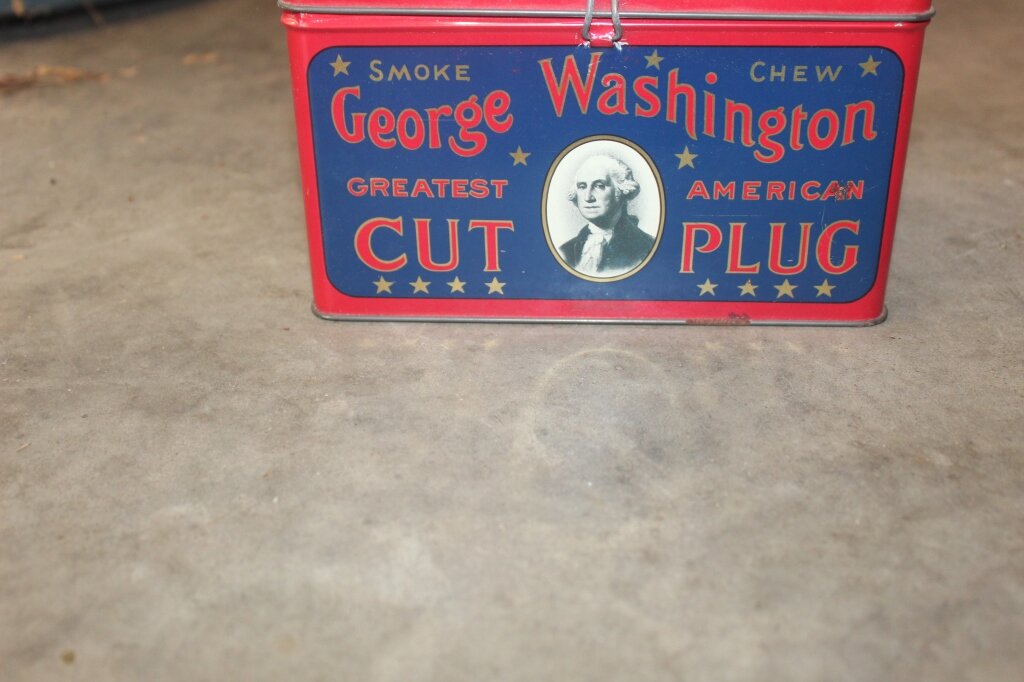 SMOKE CHEW
George Washington
GREATEST AMERICAN
CUT PLUG